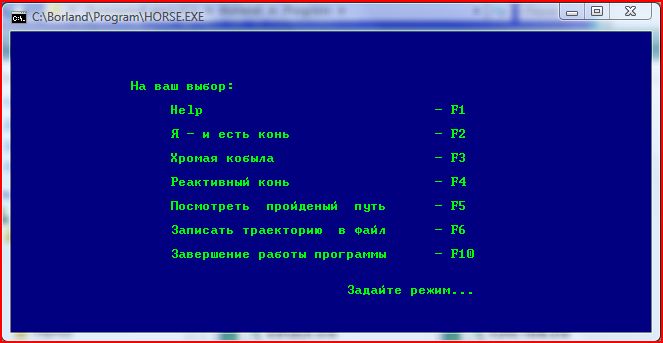 C:\Borland\Program\HORSE.EXE
На ваш выбор:
Help - F1
Я - и есть конь - F2
Хромая кобыла - F3
Реактивный конь - F4
Посмотреть пройденый путь - F5
Записать траекторию в файл - F6
Завершение работы программы - F10
Задайте режим...